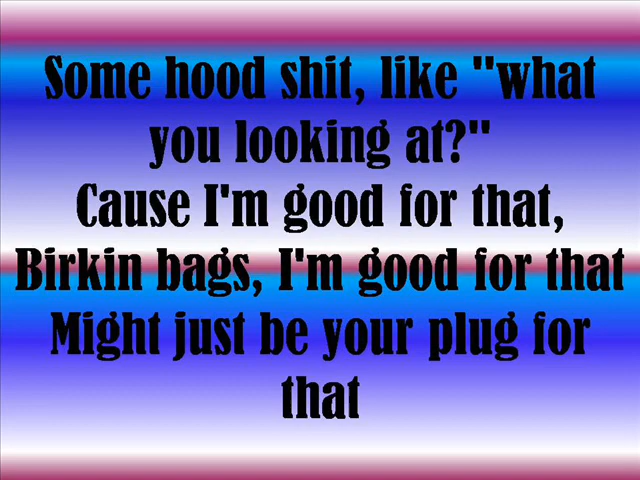 Some hood shit, like "what
you looking at?"
Cause I'm good for that,
Birkin bags, I'm good for that
Might just be your plug for
that